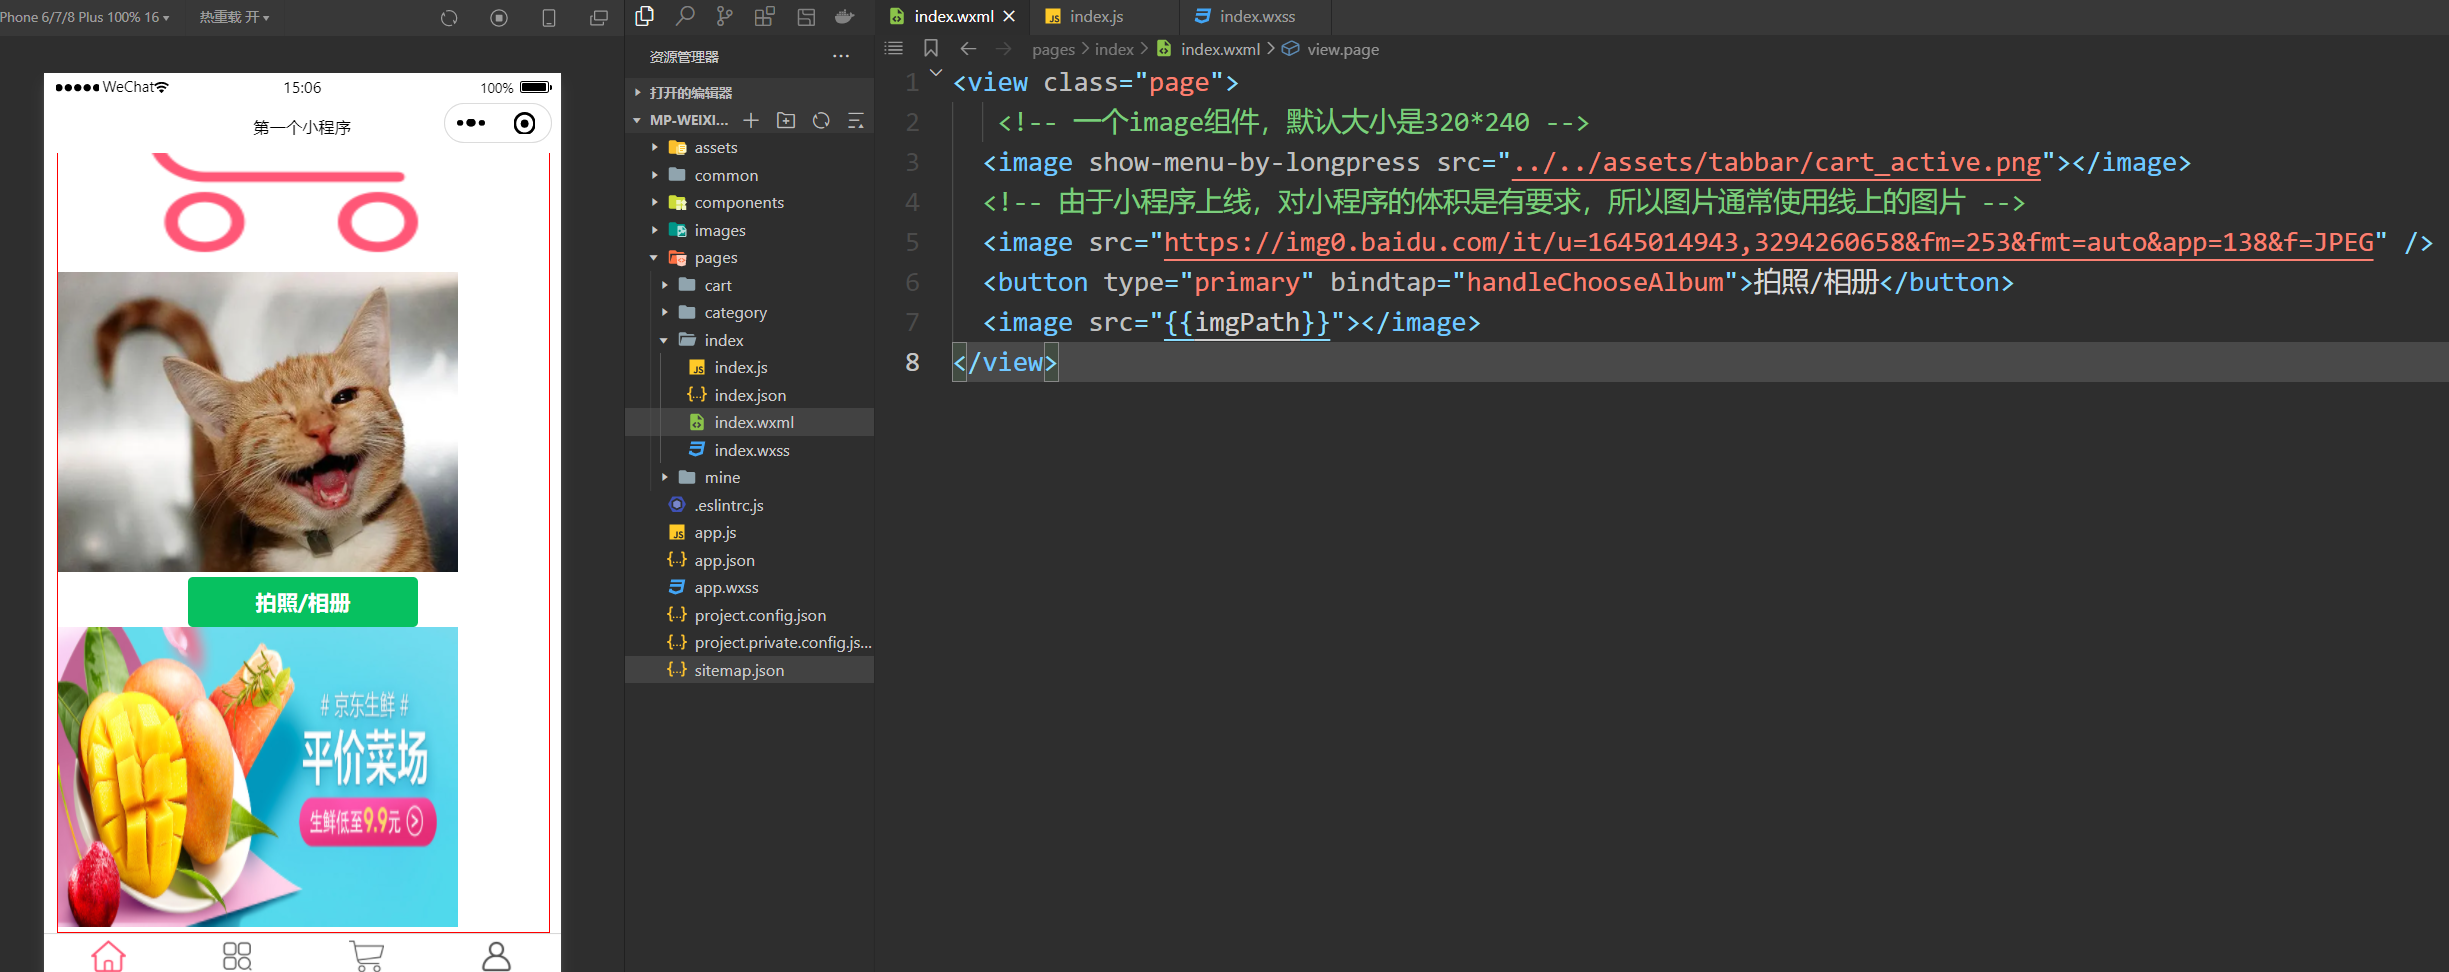 Phone 6/7/8 Plus 100% 16
热重载 开
WeChat
15:06
100%
第一个小程序
拍照/相册
# 京东生鲜 #
平价菜场
生鲜低至9.9元
资源管理器
打开的编辑器
MP-WEIXI...
assets
common
components
images
pages
cart
category
index
index.js
index.json
index.wxml
index.wxss
mine
.eslintrc.js
app.js
app.json
app.wxss
project.config.json
project.private.config.js...
sitemap.json
index.wxml
index.js
index.wxss
pages > index > index.wxml > view.page
1 <view class="page">
2 <!-- 一个image组件，默认大小是320*240 -->
3 <image show-menu-by-longpress src="../../assets/tabbar/cart_active.png"></image>
4 <!-- 由于小程序上线，对小程序的体积是有要求，所以图片通常使用线上的图片 -->
5 <image src="https://img0.baidu.com/it/u=1645014943,3294260658&fm=253&fmt=auto&app=138&f=JPEG" />
6 <button type="primary" bindtap="handleChooseAlbum">拍照/相册</button>
7 <image src="{{imgPath}}"></image>
8 </view>